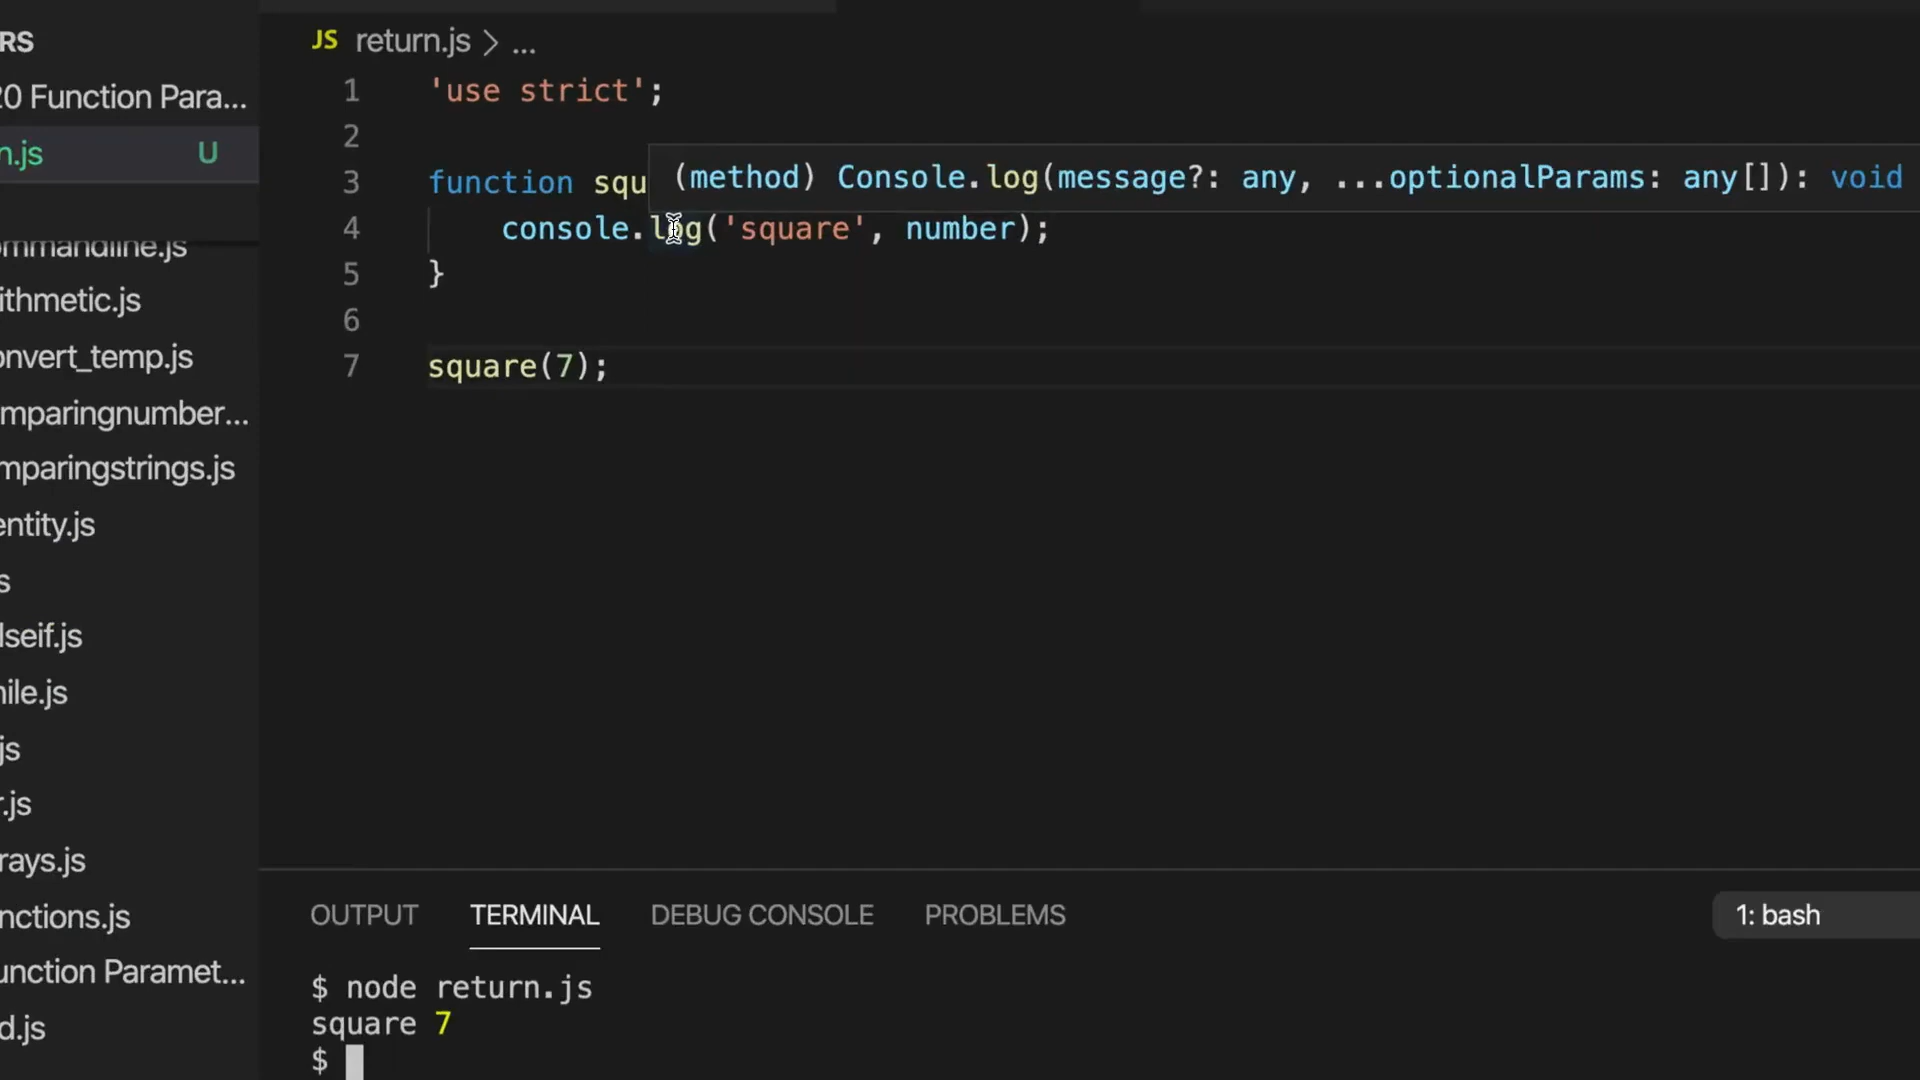 RS
20 Function Para...
n.js U
ommandline.js
ithmetic.js
onvert_temp.js
mparingnumber...
mparingstrings.js
entity.js
s
lseif.js
hile.js
js
r.js
rays.js
nctions.js
unction Paramet...
d.js
JS return.js > ...
1 'use strict';
2
3 function squ
(method) Console.log(message?: any, ...optionalParams: any[]): void
4 console.log('square', number);
5 }
6
7 square(7);
OUTPUT TERMINAL DEBUG CONSOLE PROBLEMS 1: bash
$ node return.js
square 7
$